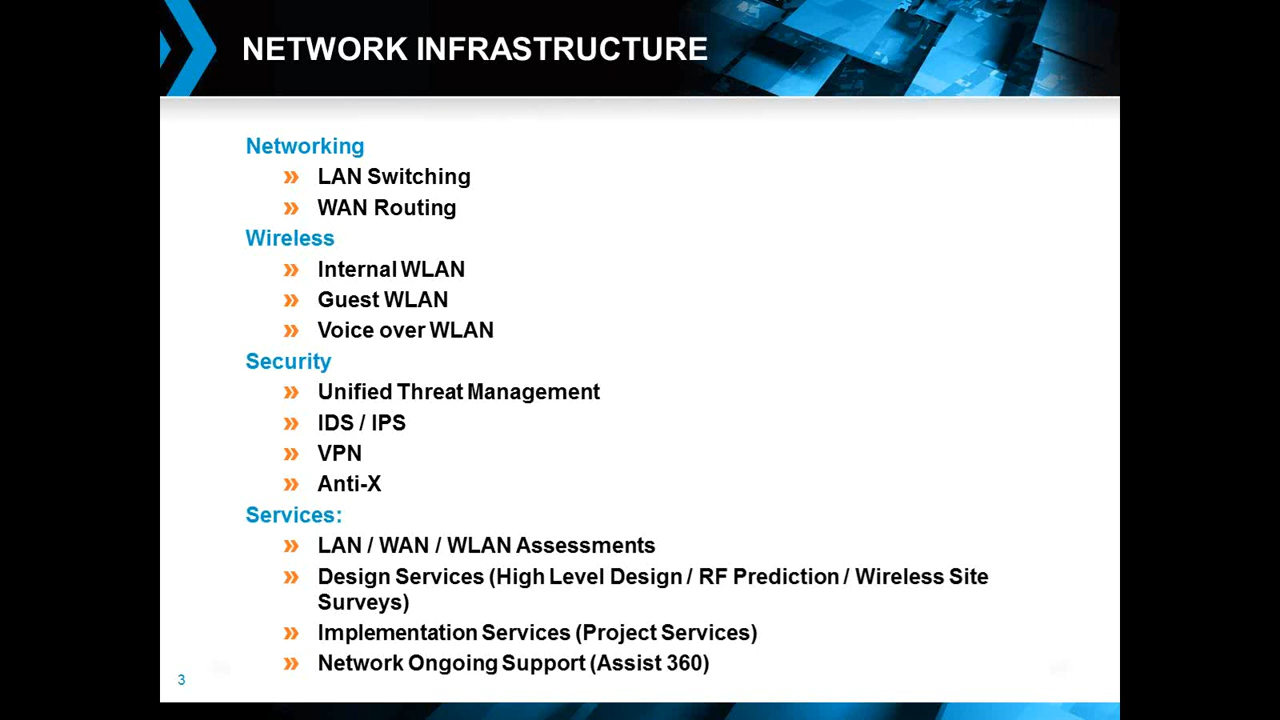 NETWORK INFRASTRUCTURE
Networking
» LAN Switching
» WAN Routing
Wireless
» Internal WLAN
» Guest WLAN
» Voice over WLAN
Security
» Unified Threat Management
» IDS / IPS
» VPN
» Anti-X
Services:
» LAN / WAN / WLAN Assessments
» Design Services (High Level Design / RF Prediction / Wireless Site
Surveys)
» Implementation Services (Project Services)
» Network Ongoing Support (Assist 360)
3